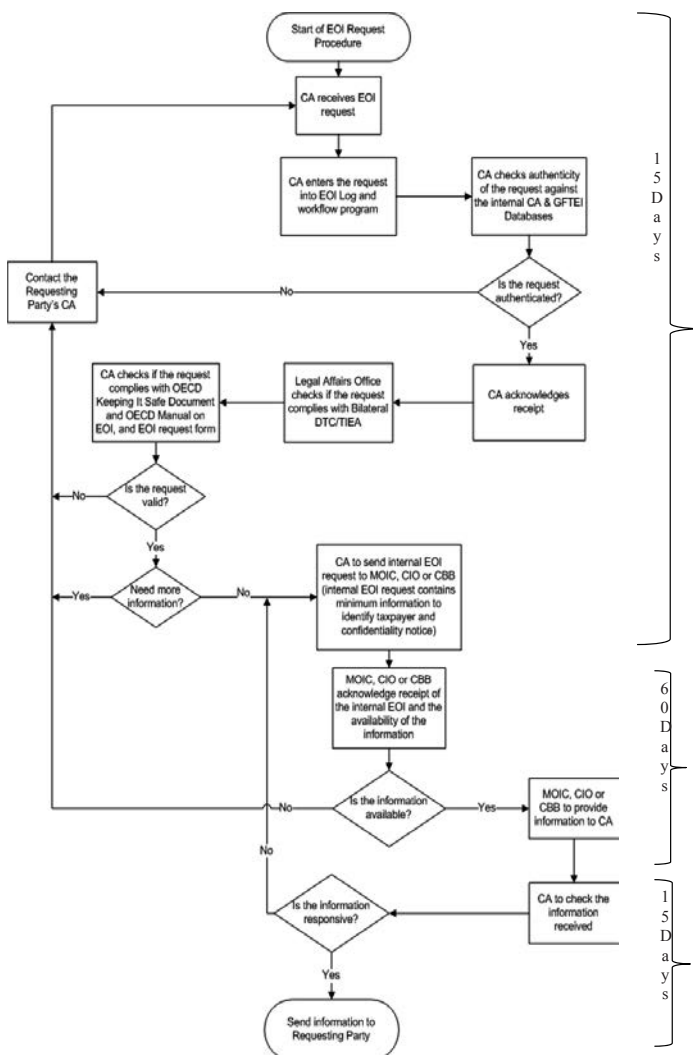 Start of EOI Request
Procedure
CA receives EOI
request
CA enters the request
into EOI Log and
workflow program
CA checks authenticity
of the request against
the internal CA & GFTEI
Databases
Contact the
Requesting
Party's CA
No
Is the request
authenticated?
Yes
CA checks if the request
complies with OECD
Keeping It Safe Document
and OECD Manual on
EOI, and EOI request form
Legal Affairs Office
checks if the request
complies with Bilateral
DTC/TIEA
CA acknowledges
receipt
No
Is the request
valid?
Yes
Yes
Need more
information?
No
CA to send internal EOI
request to MOIC, CIO or CBB
(internal EOI request contains
minimum information to
identify taxpayer and
confidentiality notice)
15Days
MOIC, CIO or CBB
acknowledge receipt of
the internal EOI and the
availability of the
information
No
Is the information
available?
Yes
MOIC, CIO or
CBB to provide
information to CA
60Days
No
Is the information
responsive?
CA to check the
information
received
Yes
Send information to
Requesting Party
15Days